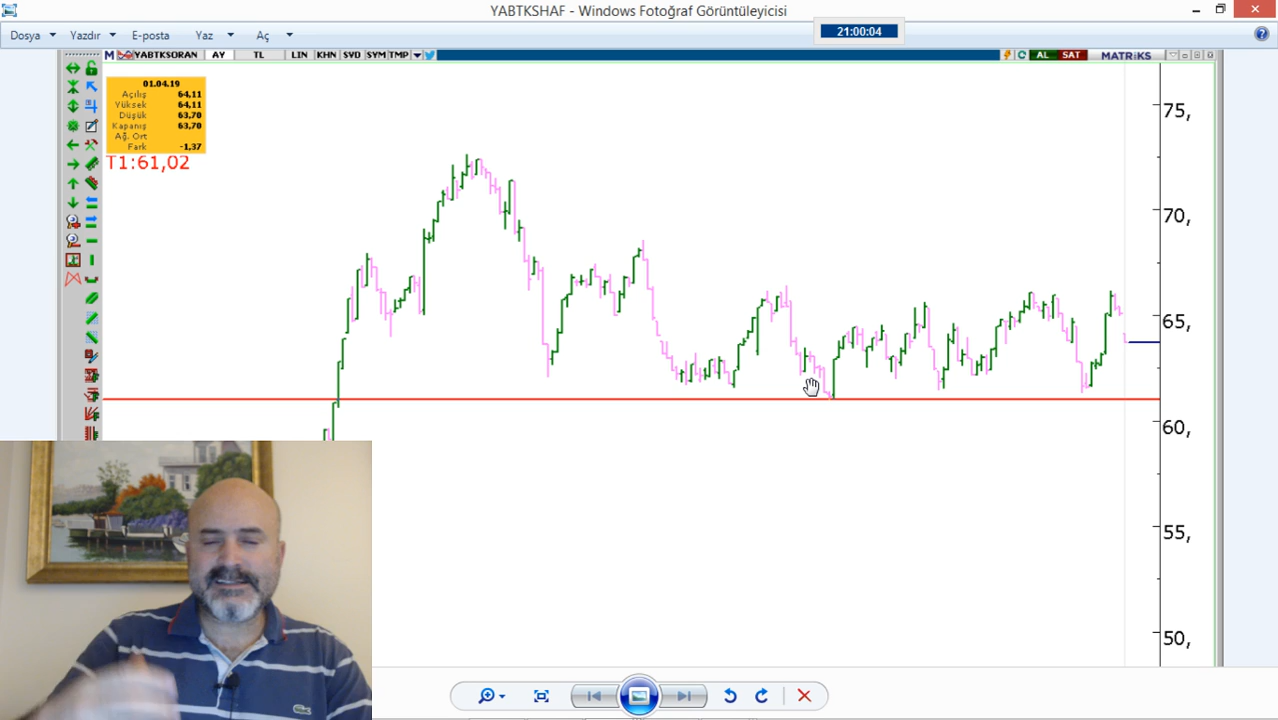 YABTKSHAF - Windows Fotoğraf Görüntüleyicisi
Dosya Yazdır E-posta Yaz Aç
21:00:04
M YABTKSORAN AY TL LIN KHN SVD SYM TMP AL SAT MATRiKS
01.04.19
Açılış 64,11
Yüksek 64,11
Düşük 63,70
Kapanış 63,70
Ağ. Ort
Fark -1,37
T1:61,02
75,
70,
65,
60,
55,
50,